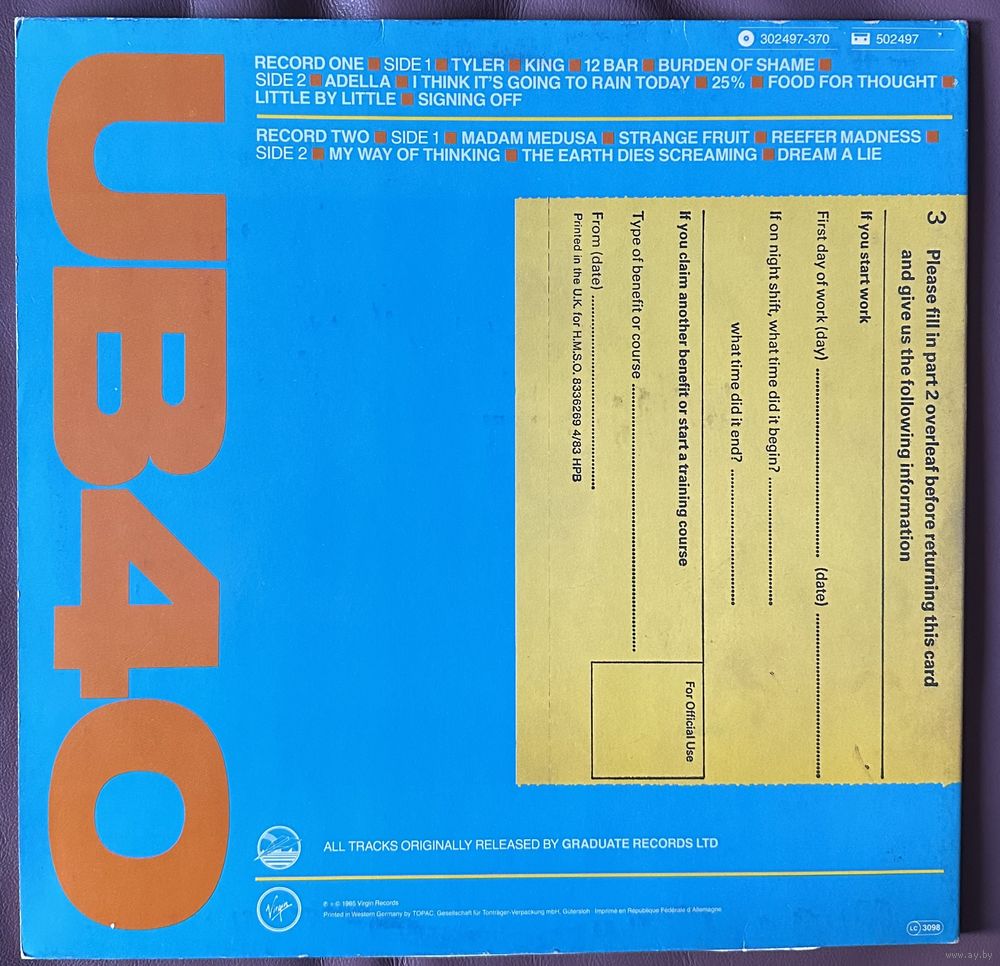 302497-370 502497
RECORD ONE ■ SIDE 1 ■ TYLER ■ KING ■ 12 BAR ■ BURDEN OF SHAME ■
SIDE 2 ■ ADELLA ■ I THINK IT'S GOING TO RAIN TODAY ■ 25% ■ FOOD FOR THOUGHT ■
LITTLE BY LITTLE ■ SIGNING OFF
RECORD TWO ■ SIDE 1 ■ MADAM MEDUSA ■ STRANGE FRUIT ■ REEFER MADNESS ■
SIDE 2 ■ MY WAY OF THINKING ■ THE EARTH DIES SCREAMING ■ DREAM A LIE
UB40
3 Please fill in part 2 overleaf before returning this card
and give us the following information
If you start work
First day of work (day) (date)
If on night shift, what time did it begin?
what time did it end?
If you claim another benefit or start a training course
Type of benefit or course
From (date)
Printed in the U.K. for H.M.S.O. 8336269 4/83 HPB
For Official Use
ALL TRACKS ORIGINALLY RELEASED BY GRADUATE RECORDS LTD
Virgin
℗ + © 1985 Virgin Records
Printed in Western Germany by TOPAC, Gesellschaft für Tonträger-Verpackung mbH, Gütersloh · Imprimé en République Fédérale d'Allemagne
LC 3098
www.ay.by